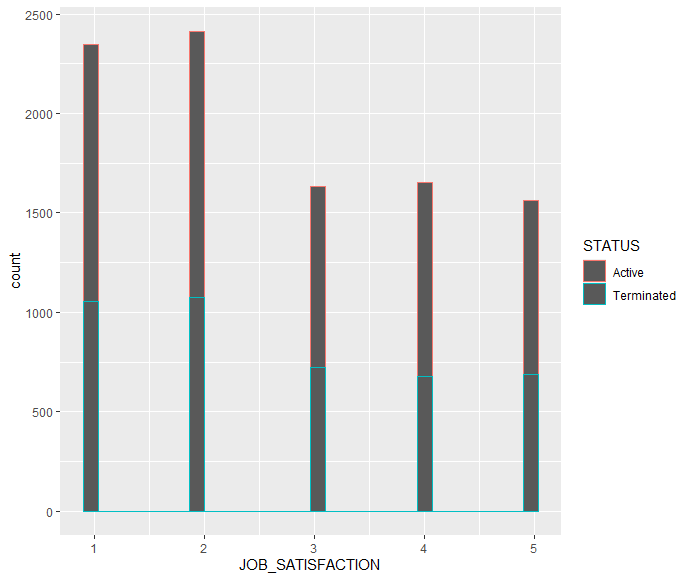 2500
2000
1500
1000
500
0
count
1
2
3
4
5
JOB_SATISFACTION
STATUS
Active
Terminated